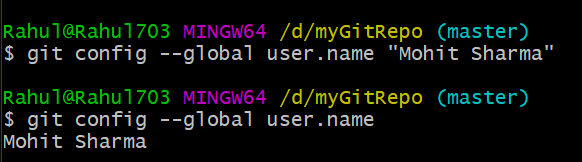 Rahul@Rahul703 MINGW64 /d/myGitRepo (master)
$ git config --global user.name "Mohit Sharma"
Rahul@Rahul703 MINGW64 /d/myGitRepo (master)
$ git config --global user.name
Mohit Sharma